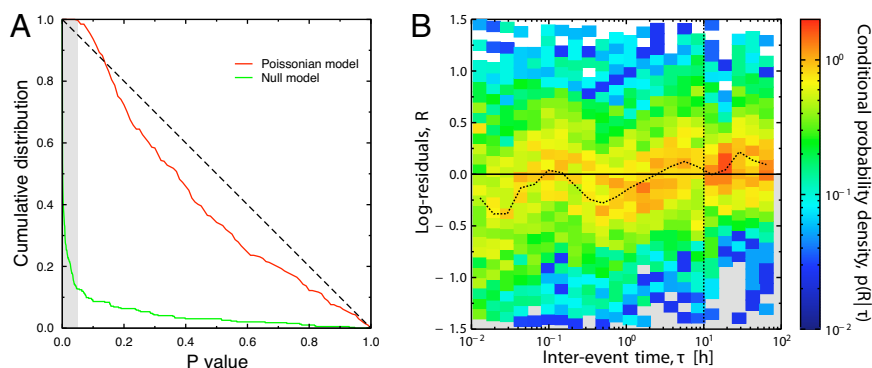 A
1.0
0.8
0.6
0.4
0.2
0.0
Cumulative distribution
Poissonian model
Null model
0.0 0.2 0.4 0.6 0.8 1.0
P value
B
1.5
1.0
0.5
0.0
− 0.5
− 1.0
− 1.5
Log-residuals, R
10⁻² 10⁻¹ 10⁰ 10¹ 10²
Inter-event time, τ [h]
10⁰
10⁻¹
10⁻²
Conditional probability density, p(R|τ)